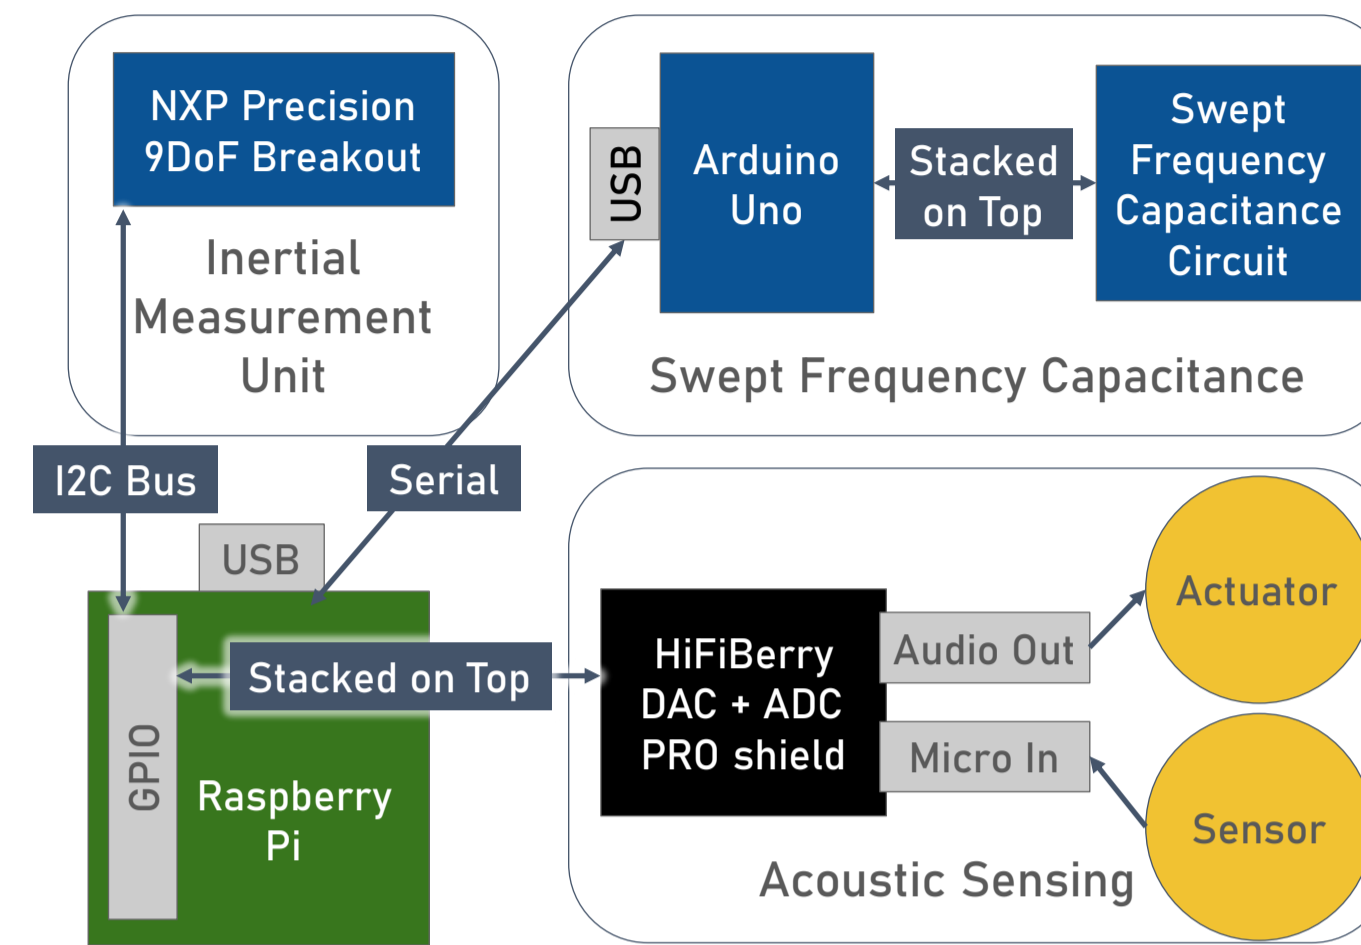 NXP Precision
9DoF Breakout
Inertial
Measurement
Unit
USB
Arduino
Uno
Stacked
on Top
Swept
Frequency
Capacitance
Circuit
Swept Frequency Capacitance
I2C Bus
Serial
USB
GPIO
Stacked on Top
Raspberry
Pi
HiFiBerry
DAC + ADC
PRO shield
Audio Out
Micro In
Actuator
Sensor
Acoustic Sensing